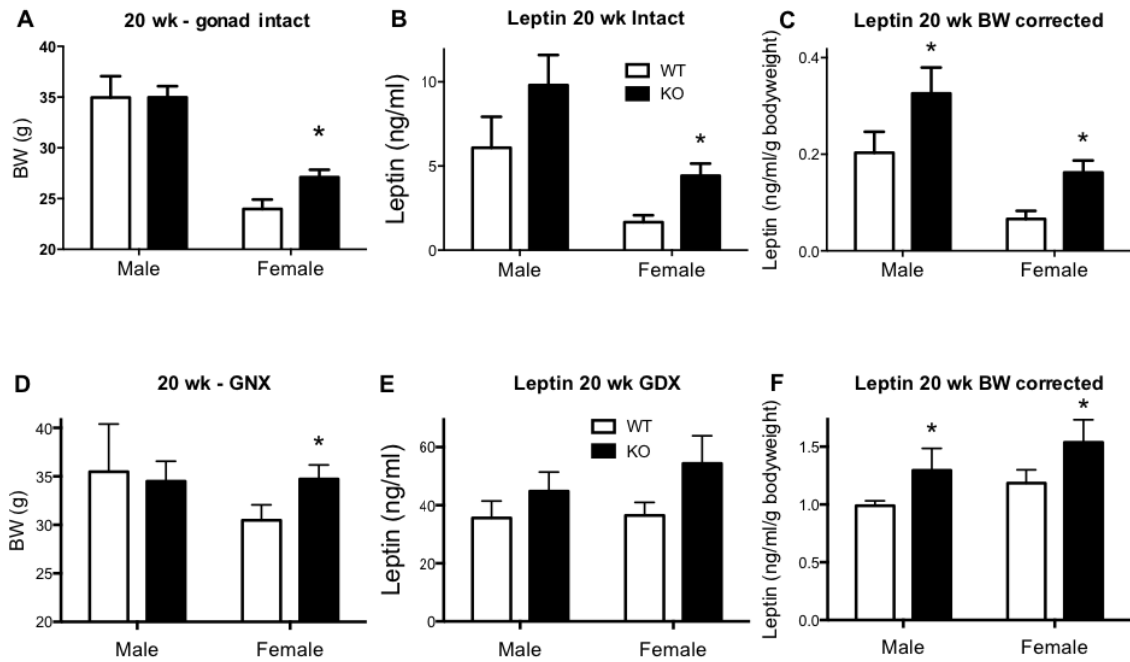 A
20 wk - gonad intact
BW (g)
40
35
30
25
20
*
Male
Female
B
Leptin 20 wk Intact
Leptin (ng/ml)
10
5
0
WT
KO
*
Male
Female
C
Leptin 20 wk BW corrected
Leptin (ng/ml/g bodyweight)
0.4
0.2
0.0
*
*
Male
Female
D
20 wk - GNX
BW (g)
40
35
30
25
20
*
Male
Female
E
Leptin 20 wk GDX
Leptin (ng/ml)
60
40
20
0
WT
KO
Male
Female
F
Leptin 20 wk BW corrected
Leptin (ng/ml/g bodyweight)
1.5
1.0
0.5
0.0
*
*
Male
Female